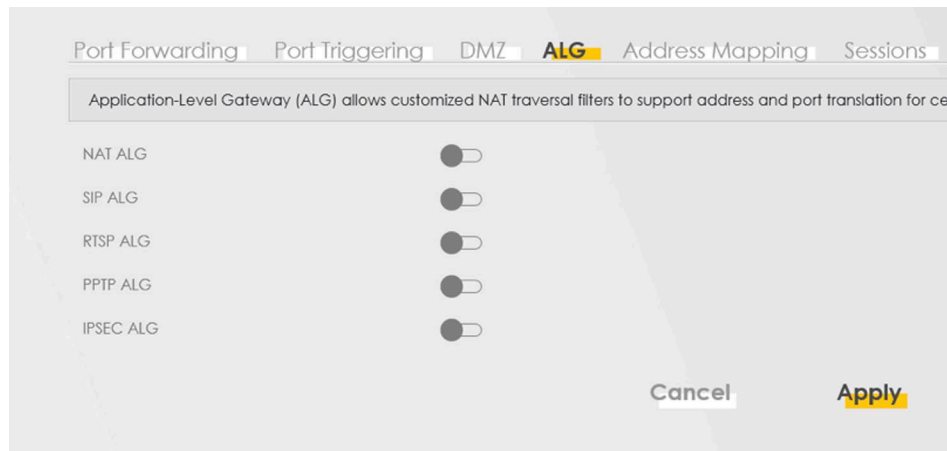 Port Forwarding Port Triggering DMZ ALG Address Mapping Sessions
Application-Level Gateway (ALG) allows customized NAT traversal filters to support address and port translation for ce
NAT ALG
SIP ALG
RTSP ALG
PPTP ALG
IPSEC ALG
Cancel Apply